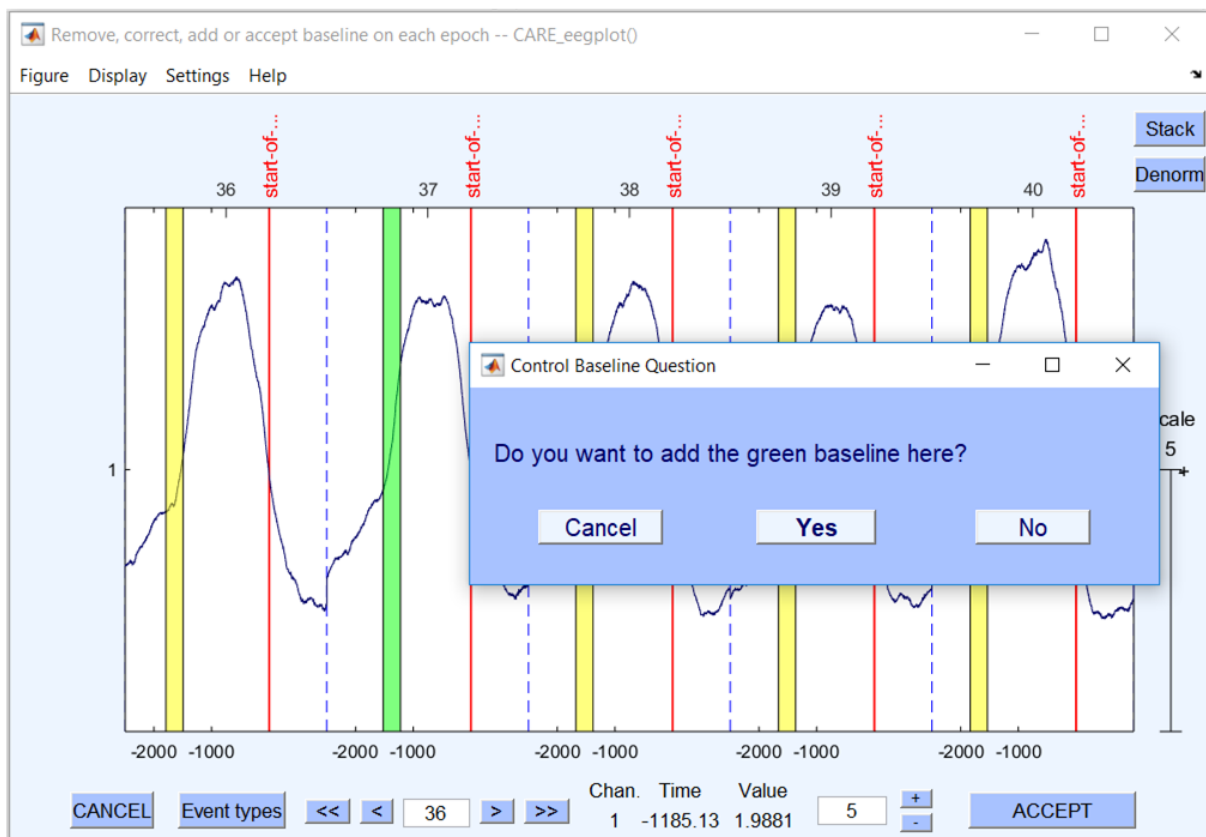 Remove, correct, add or accept baseline on each epoch -- CARE_eegplot()
Figure Display Settings Help
Stack
Denorm
36 start-of-... 37 start-of-... 38 start-of-... 39 start-of-... 40 start-of-...
Control Baseline Question
Do you want to add the green baseline here?
Cancel Yes No
cale
5
+
1
-2000 -1000 -2000 -1000 -2000 -1000 -2000 -1000 -2000 -1000
Chan. Time Value
CANCEL Event types << < 36 > >> 1 -1185.13 1.9881 5 + - ACCEPT